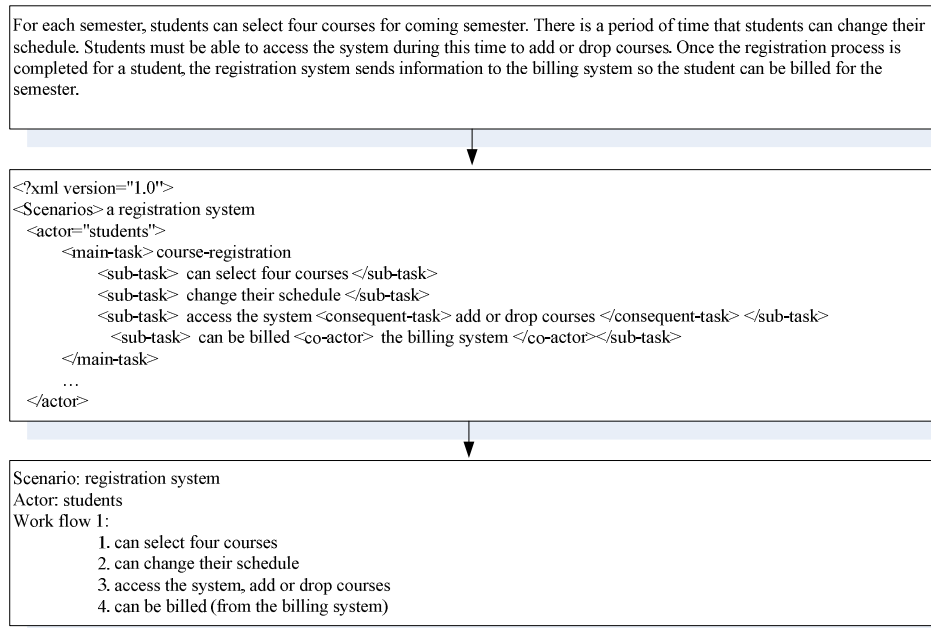 For each semester, students can select four courses for coming semester. There is a period of time that students can change their
schedule. Students must be able to access the system during this time to add or drop courses. Once the registration process is
completed for a student, the registration system sends information to the billing system so the student can be billed for the
semester.
<?xml version="1.0">
<Scenarios> a registration system
<actor="students">
<main-task> course-registration
<sub-task> can select four courses </sub-task>
<sub-task> change their schedule </sub-task>
<sub-task> access the system <consequent-task> add or drop courses </consequent-task> </sub-task>
<sub-task> can be billed <co-actor> the billing system </co-actor></sub-task>
</main-task>
…
</actor>
Scenario: registration system
Actor: students
Work flow 1:
1. can select four courses
2. can change their schedule
3. access the system, add or drop courses
4. can be billed (from the billing system)